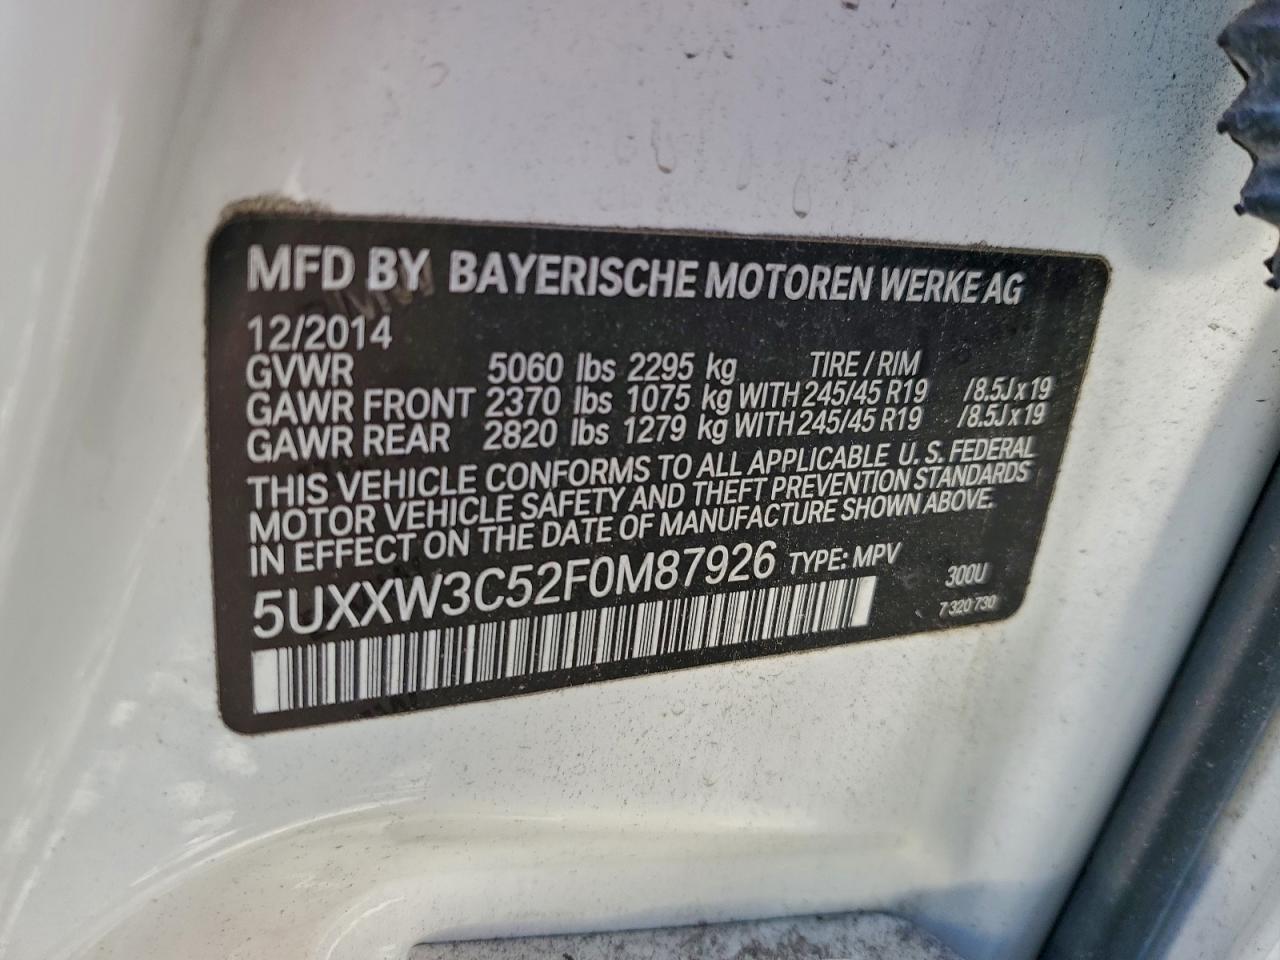 MFD BY BAYERISCHE MOTOREN WERKE AG
12/2014
GVWR 5060 lbs 2295 kg TIRE / RIM
GAWR FRONT 2370 lbs 1075 kg WITH 245/45 R19 /8.5J x 19
GAWR REAR 2820 lbs 1279 kg WITH 245/45 R19 /8.5J x 19
THIS VEHICLE CONFORMS TO ALL APPLICABLE U. S. FEDERAL
MOTOR VEHICLE SAFETY AND THEFT PREVENTION STANDARDS
IN EFFECT ON THE DATE OF MANUFACTURE SHOWN ABOVE.
5UXXW3C52F0M87926 TYPE: MPV
300U
7 320 730